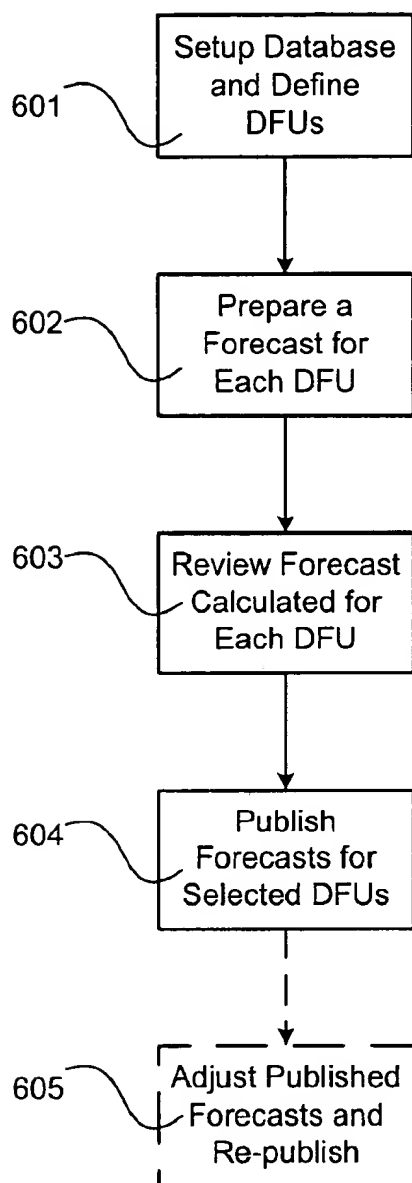 601
Setup Database
and Define
DFUs
602
Prepare a
Forecast for
Each DFU
603
Review Forecast
Calculated for
Each DFU
604
Publish
Forecasts for
Selected DFUs
605
Adjust Published
Forecasts and
Re-publish